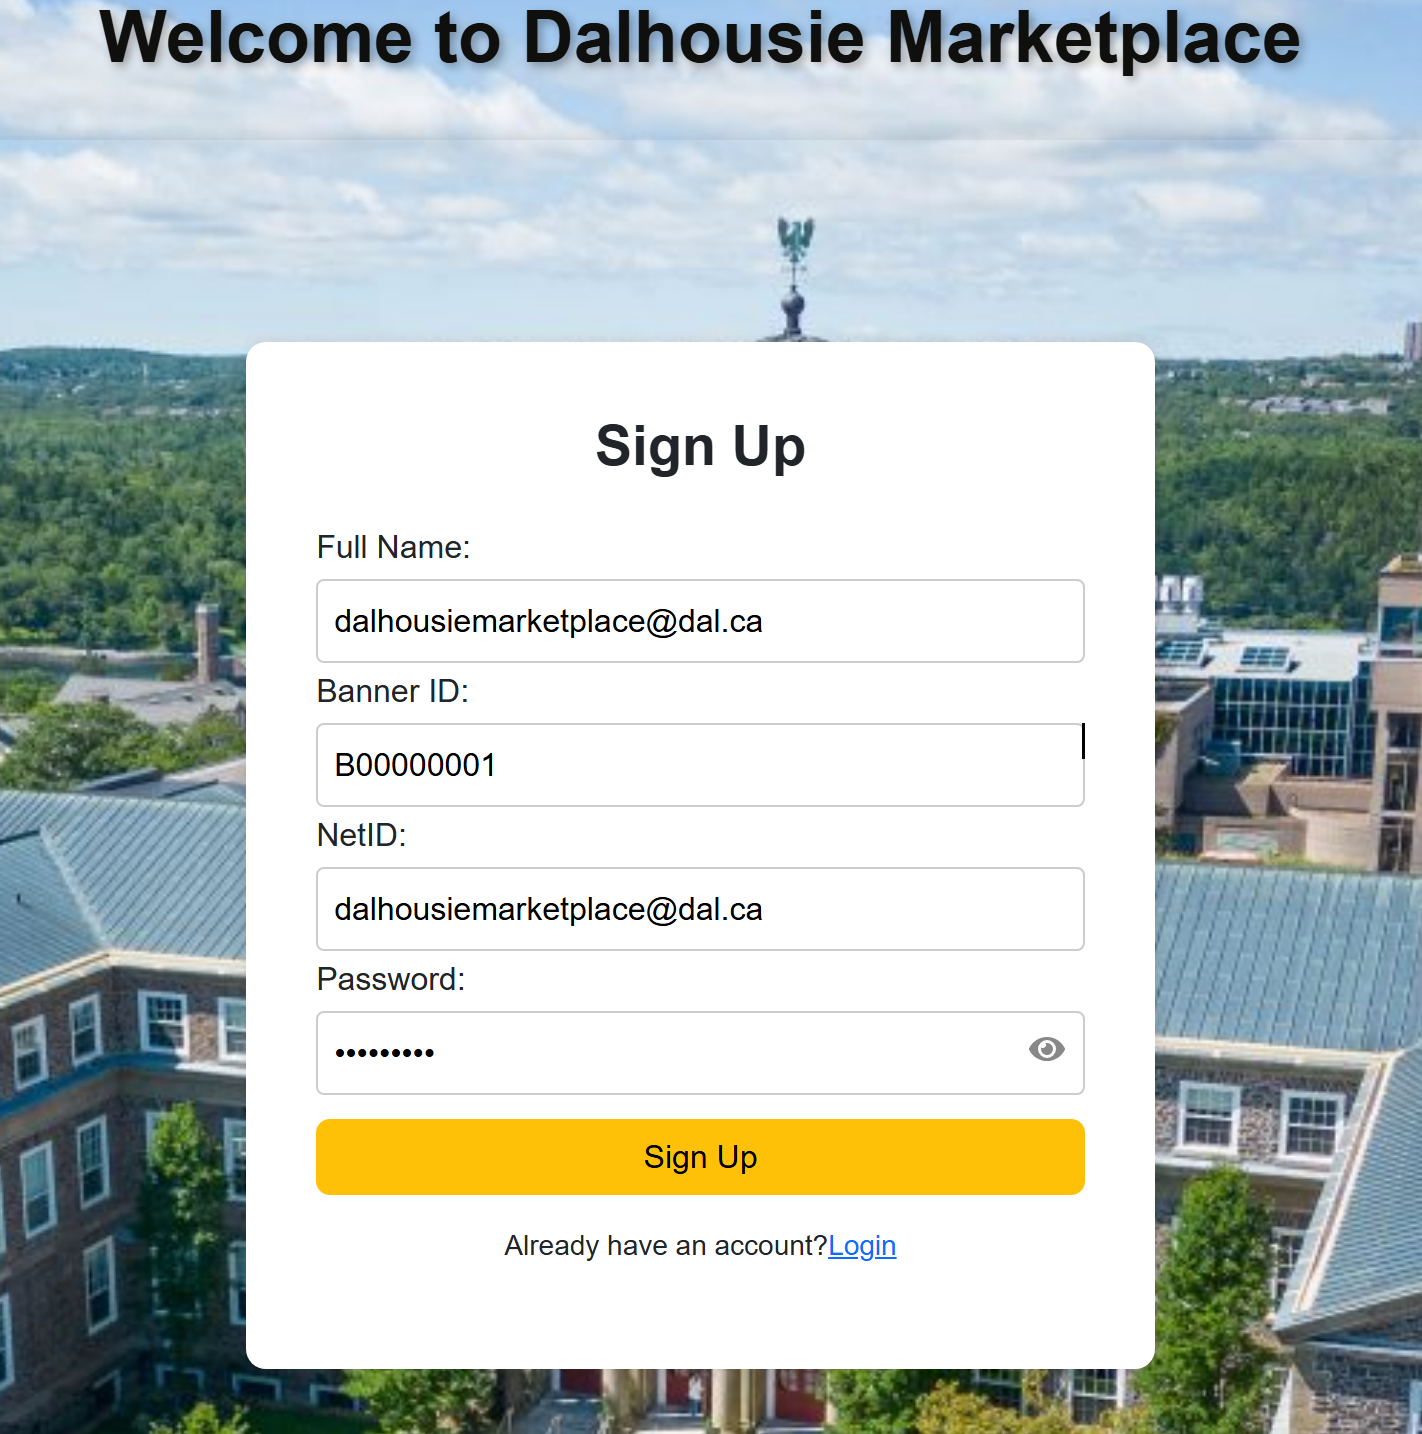 Welcome to Dalhousie Marketplace
Sign Up
Full Name:
dalhousiemarketplace@dal.ca
Banner ID:
B00000001
NetID:
dalhousiemarketplace@dal.ca
Password:
•••••••••
Sign Up
Already have an account?Login